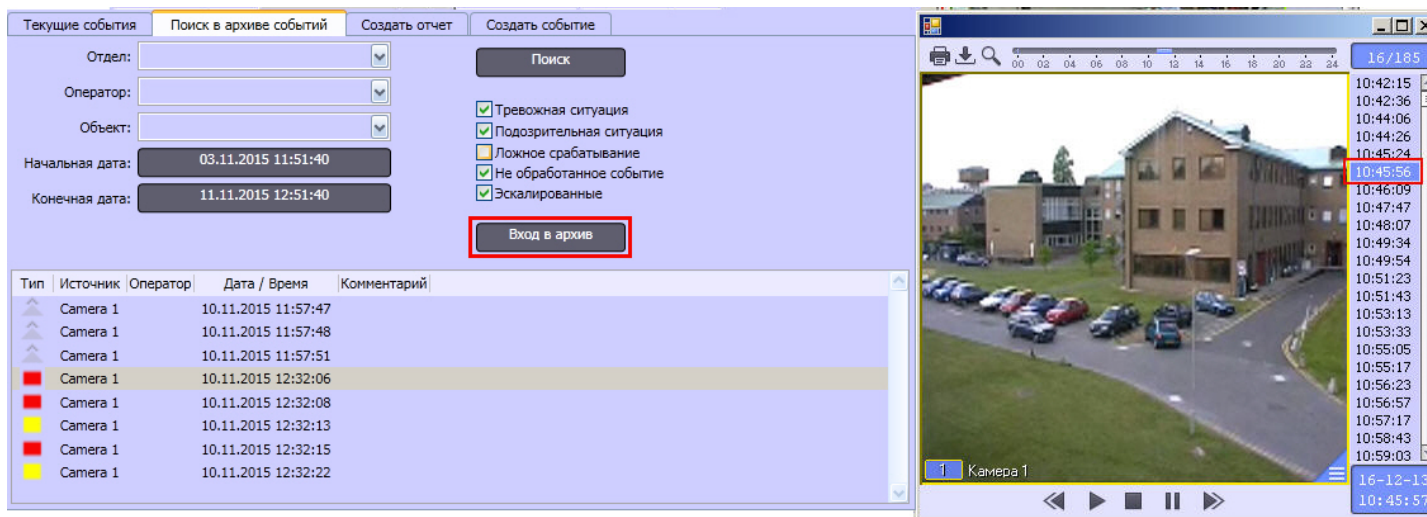 Текущие события Поиск в архиве событий Создать отчет Создать событие
Отдел:
Оператор:
Объект:
Начальная дата: 03.11.2015 11:51:40
Конечная дата: 11.11.2015 12:51:40
Поиск
Тревожная ситуация
Подозрительная ситуация
Ложное срабатывание
Не обработанное событие
Эскалированные
Вход в архив
Тип Источник Оператор Дата / Время Комментарий
Camera 1 10.11.2015 11:57:47
Camera 1 10.11.2015 11:57:48
Camera 1 10.11.2015 11:57:51
Camera 1 10.11.2015 12:32:06
Camera 1 10.11.2015 12:32:08
Camera 1 10.11.2015 12:32:13
Camera 1 10.11.2015 12:32:15
Camera 1 10.11.2015 12:32:22
00 02 04 06 08 10 12 14 16 18 20 22 24
16/185
10:42:15
10:42:36
10:44:06
10:44:26
10:45:24
10:45:56
10:46:09
10:47:47
10:48:07
10:49:34
10:49:54
10:51:23
10:51:43
10:53:13
10:53:33
10:55:05
10:55:17
10:56:23
10:56:57
10:57:17
10:58:43
10:59:03
1 Камера 1
16-12-13
10:45:57